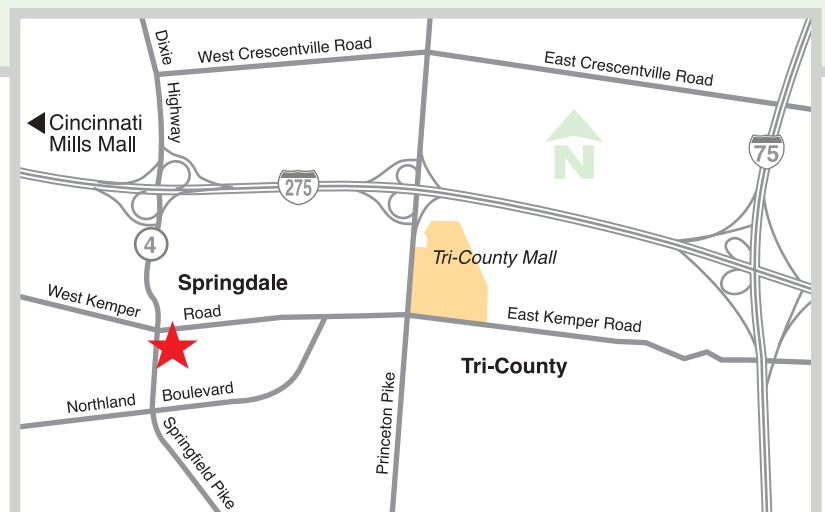 Dixie
Highway
West Crescentville Road
East Crescentville Road
Cincinnati
Mills Mall
N
75
275
4
Tri-County Mall
Springdale
West Kemper
Road
East Kemper Road
Tri-County
Northland
Boulevard
Princeton Pike
Springfield Pike